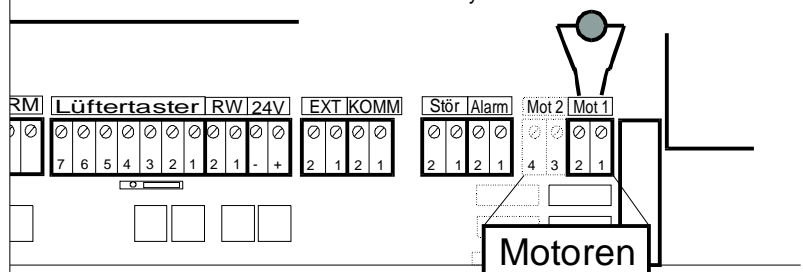 RM Lüftertaster RW 24V EXT KOMM Stör Alarm Mot 2 Mot 1
7 6 5 4 3 2 1 2 1 - + 2 1 2 1 2 1 2 1 4 3 2 1
Motoren